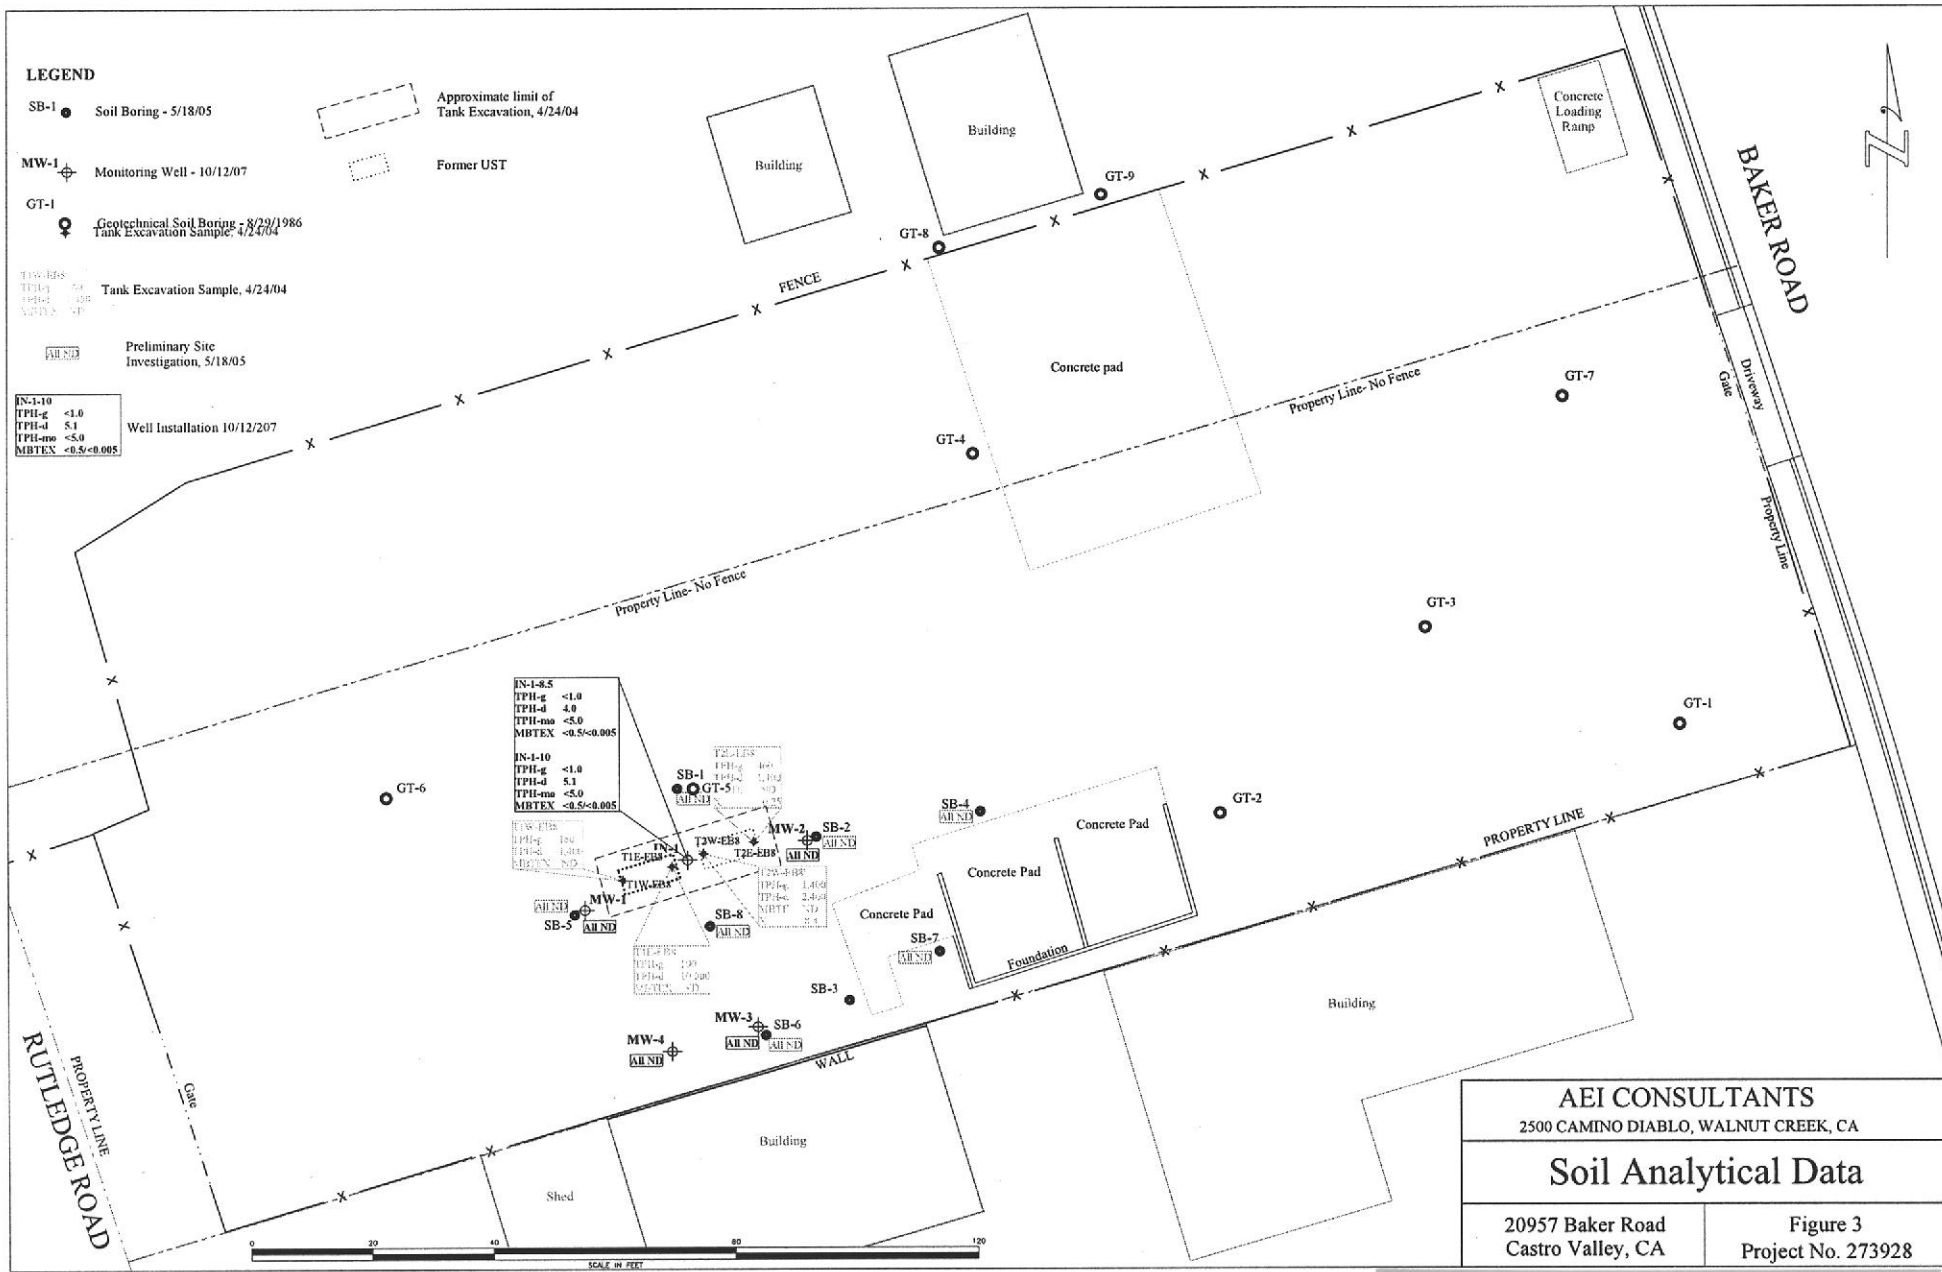 LEGEND
SB-1
Soil Boring - 5/18/05
MW-1
Monitoring Well - 10/12/07
GT-1
Geotechnical Soil Boring - 8/29/1986
Tank Excavation Sample, 4/24/04
Tank Excavation Sample, 4/24/04
All ND
Preliminary Site
Investigation, 5/18/05
IN-1-10
TPH-g <1.0
TPH-d 5.1
TPH-mo <5.0
MBTEX <0.5/<0.005
Well Installation 10/12/207
Approximate limit of
Tank Excavation, 4/24/04
Former UST
Building
Building
Concrete
Loading
Ramp
BAKER ROAD
GT-9
GT-8
FENCE
Concrete pad
Property Line- No Fence
Driveway
Gate
GT-7
GT-4
Property Line
Property Line- No Fence
GT-3
GT-1
IN-1-8.5
TPH-g <1.0
TPH-d 4.0
TPH-mo <5.0
MBTEX <0.5/<0.005
IN-1-10
TPH-g <1.0
TPH-d 5.1
TPH-mo <5.0
MBTEX <0.5/<0.005
GT-6
SB-1
GT-5
All ND
SB-4
All ND
GT-2
Concrete Pad
PROPERTY LINE
MW-2
SB-2
All ND
All ND
T2W-EB8
T2E-EB8
T1E-EB8
T1W-EB8
T2W-EB8
TPH-g 1,400
Concrete Pad
Concrete Pad
All ND
MW-1
SB-5
All ND
SB-8
All ND
SB-7
All ND
Foundation
T1E-EB8
SB-3
MW-3
SB-6
All ND
All ND
MW-4
All ND
WALL
Building
Building
Shed
Gate
PROPERTY LINE
RUTLEDGE ROAD
0 20 40 80 120
SCALE IN FEET
AEI CONSULTANTS
2500 CAMINO DIABLO, WALNUT CREEK, CA
Soil Analytical Data
20957 Baker Road
Castro Valley, CA
Figure 3
Project No. 273928